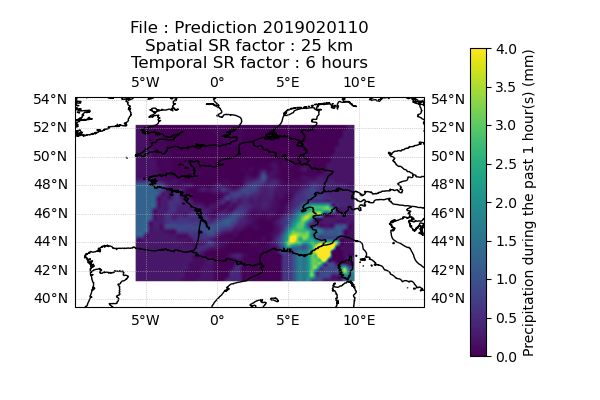 File : Prediction 2019020110
Spatial SR factor : 25 km
Temporal SR factor : 6 hours
5°W 0° 5°E 10°E
54°N 54°N
52°N 52°N
50°N 50°N
48°N 48°N
46°N 46°N
44°N 44°N
42°N 42°N
40°N 40°N
5°W 0° 5°E 10°E
4.0
3.5
3.0
2.5
2.0
1.5
1.0
0.5
0.0
Precipitation during the past 1 hour(s) (mm)